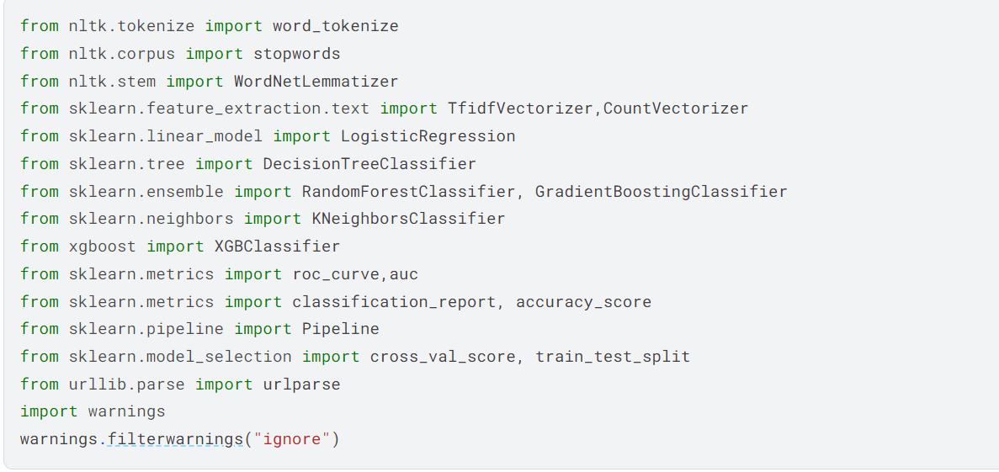 from nltk.tokenize import word_tokenize
from nltk.corpus import stopwords
from nltk.stem import WordNetLemmatizer
from sklearn.feature_extraction.text import TfidfVectorizer,CountVectorizer
from sklearn.linear_model import LogisticRegression
from sklearn.tree import DecisionTreeClassifier
from sklearn.ensemble import RandomForestClassifier, GradientBoostingClassifier
from sklearn.neighbors import KNeighborsClassifier
from xgboost import XGBClassifier
from sklearn.metrics import roc_curve,auc
from sklearn.metrics import classification_report, accuracy_score
from sklearn.pipeline import Pipeline
from sklearn.model_selection import cross_val_score, train_test_split
from urllib.parse import urlparse
import warnings
warnings.filterwarnings("ignore")